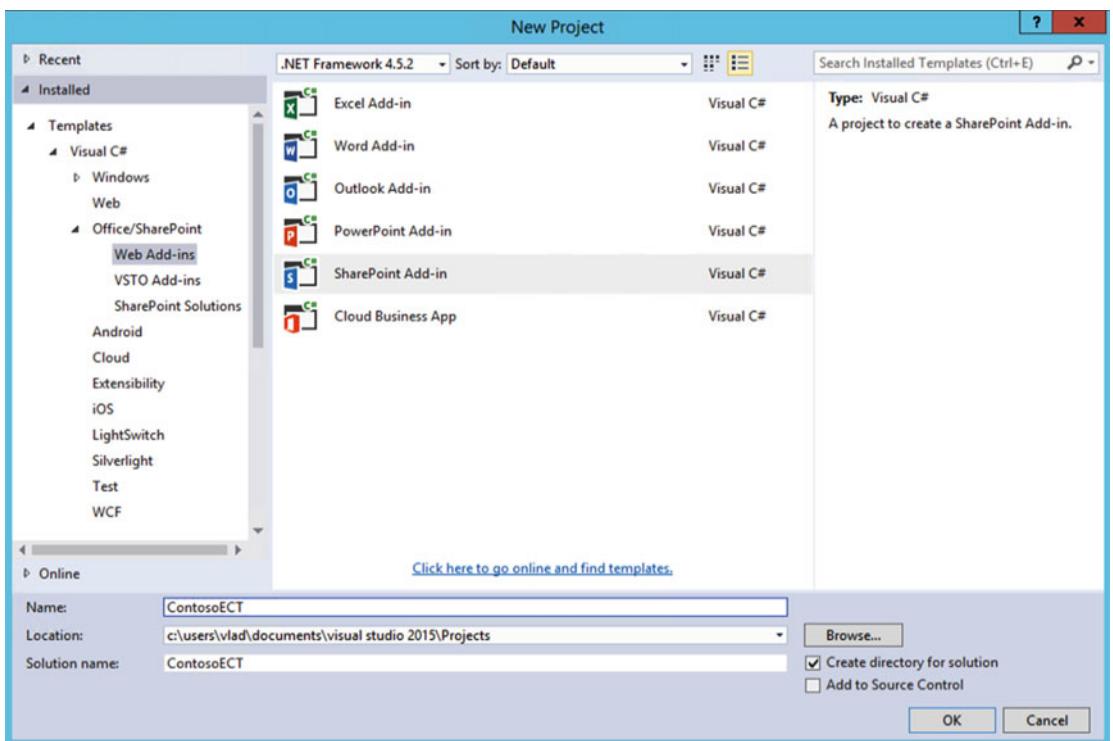 New Project
? x
Recent
.NET Framework 4.5.2 Sort by: Default
Search Installed Templates (Ctrl+E)
Installed
Templates
Visual C#
Windows
Web
Office/SharePoint
Web Add-ins
VSTO Add-ins
SharePoint Solutions
Android
Cloud
Extensibility
iOS
LightSwitch
Silverlight
Test
WCF
Online
Excel Add-in Visual C#
Word Add-in Visual C#
Outlook Add-in Visual C#
PowerPoint Add-in Visual C#
SharePoint Add-in Visual C#
Cloud Business App Visual C#
Click here to go online and find templates.
Type: Visual C#
A project to create a SharePoint Add-in.
Name: ContosoECT
Location: c:\users\vlad\documents\visual studio 2015\Projects
Browse...
Solution name: ContosoECT
Create directory for solution
Add to Source Control
OK Cancel